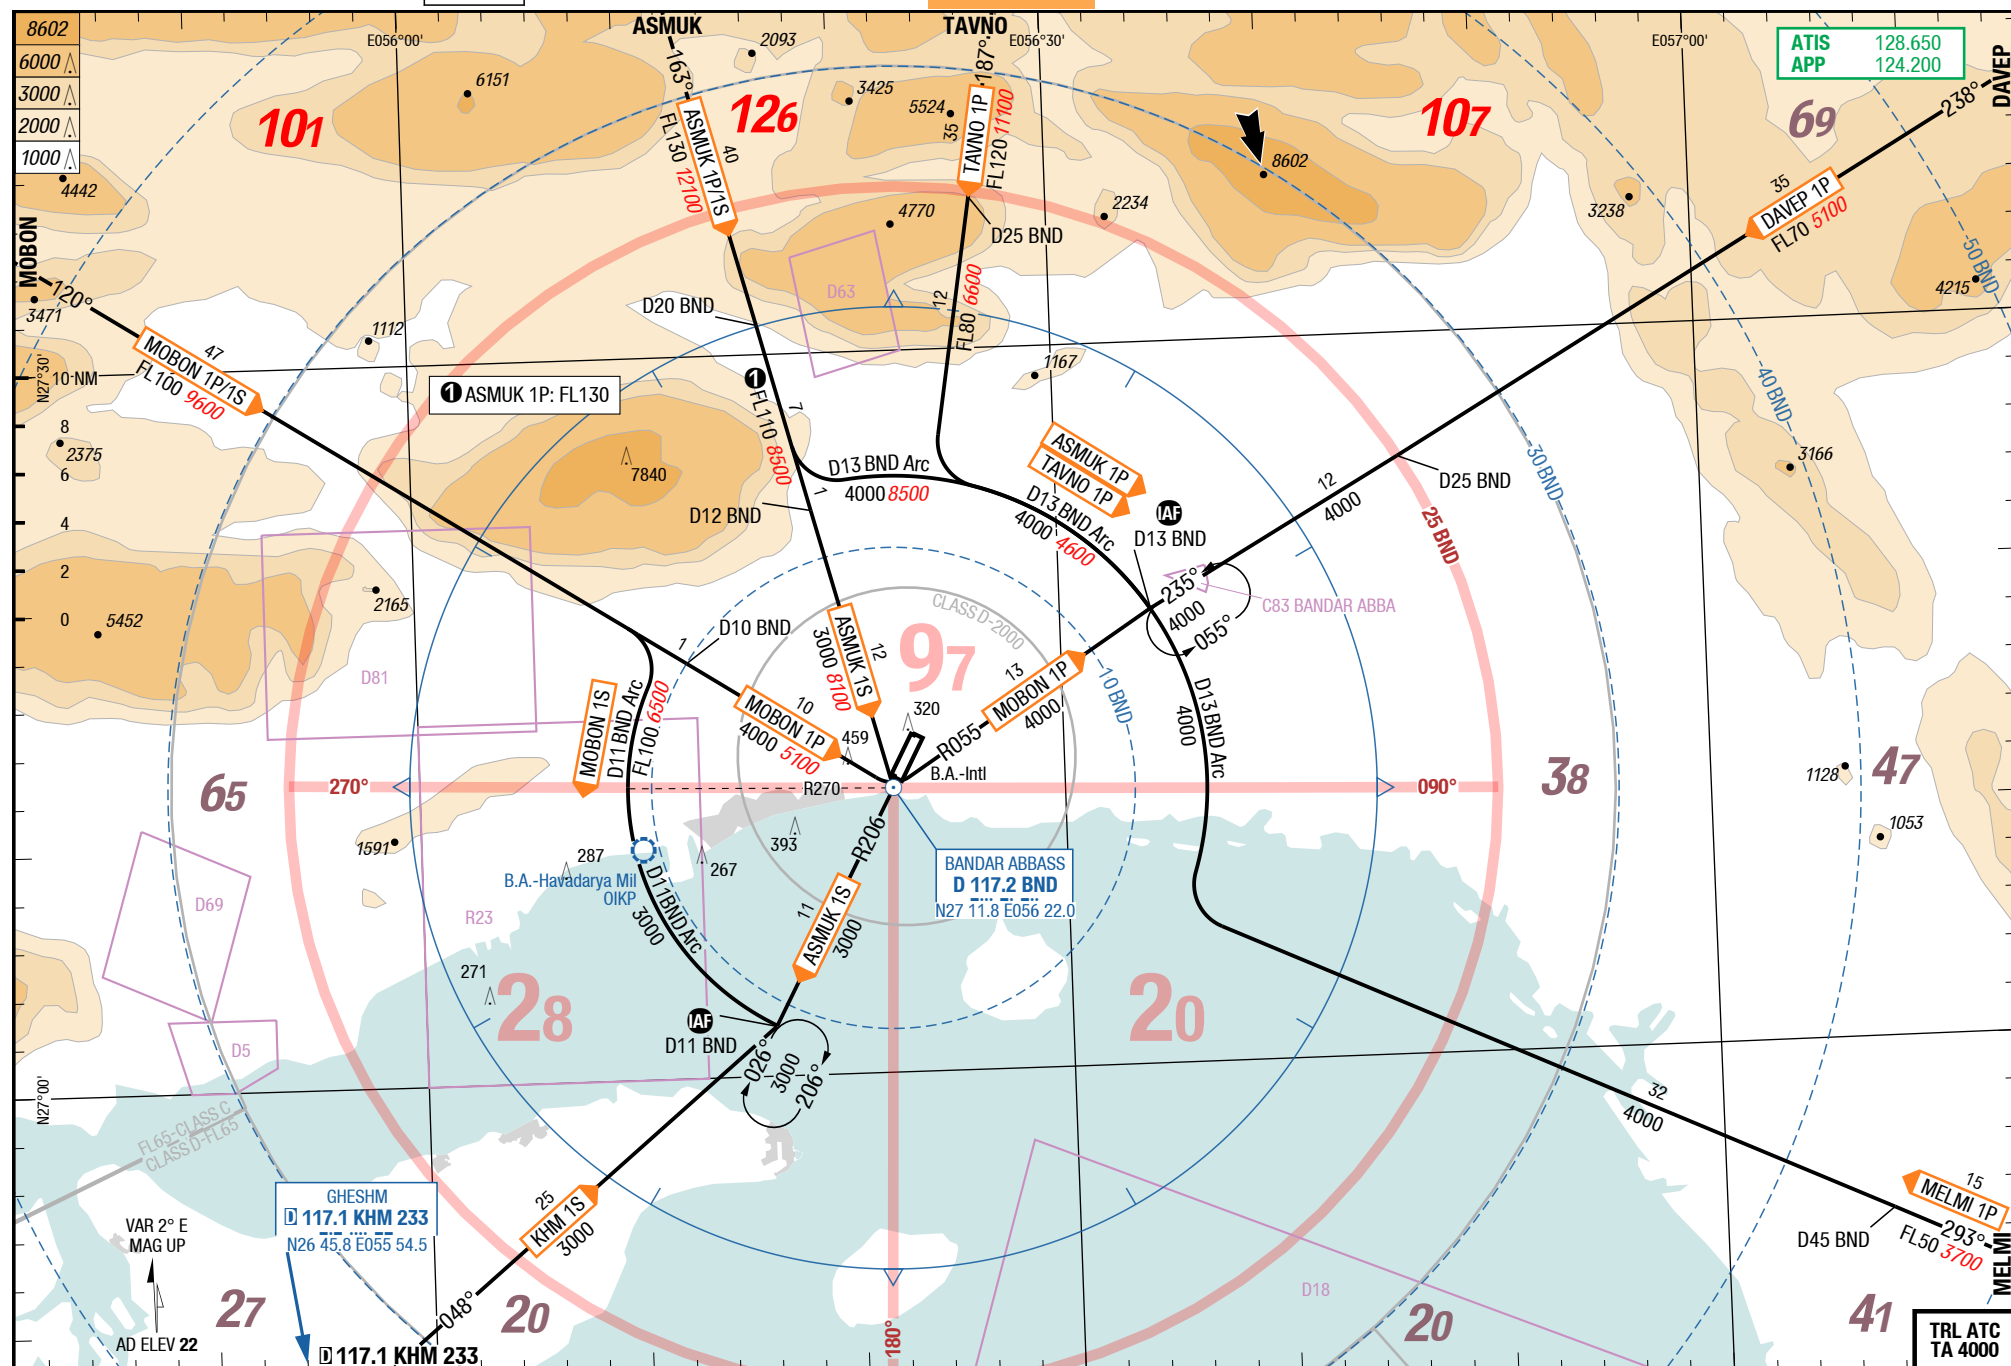 8602
6000
3000
2000
1000
ASMUK
TAVNO
E056°00'
E056°30'
E057°00'
ATIS 128.650
APP 124.200
DAVEP
238°
163°
187°
2093
6151
3425
5524
101
126
107
69
8602
4442
ASMUK 1P/1S
40
FL130 12100
TAVNO 1P
35
FL120 11100
35
DAVEP 1P
FL70 5100
3238
2234
4770
D25 BND
MOBON
120°
3471
50 BND
4215
D63
D20 BND
12
FL80 6600
1112
47
MOBON 1P/1S
FL100 9600
N27°30'
10 NM
8
6
4
2
0
1 ASMUK 1P: FL130
1
7
FL110 8500
1167
40 BND
2375
7840
D13 BND Arc
4000 8500
1
ASMUK 1P
TAVNO 1P
D13 BND Arc
4000 4600
30 BND
3166
D25 BND
12
4000
D12 BND
IAF
D13 BND
25 BND
235°
4000
055°
C83 BANDAR ABBA
2165
5452
CLASS D-2000
97
D10 BND
1
D81
ASMUK 1S
12
3000 8100
13
MOBON 1P
4000
10 BND
MOBON 1S
D11 BND Arc
FL100 6500
10
MOBON 1P
4000 5100
459
320
R055
D13 BND Arc
4000
B.A.-Intl
65
270°
R270
090°
38
47
1128
1053
1591
393
R206
287
267
B.A.-Havadarya Mil
OIKP
BANDAR ABBASS
D 117.2 BND
N27 11.8 E056 22.0
D69
R23
D11BND Arc
3000
11
ASMUK 1S
3000
271
28
20
IAF
D11 BND
026°
3000
206°
D5
N27°00'
FL65-CLASS C
CLASS D-FL65
32
4000
GHESHM
D 117.1 KHM 233
N26 45.8 E055 54.5
25
KHM 1S
3000
15
MELMI 1P
293°
FL50 3700
D45 BND
MELMI
VAR 2° E
MAG UP
AD ELEV 22
27
20
048°
D 117.1 KHM 233
180°
D18
20
41
TRL ATC
TA 4000